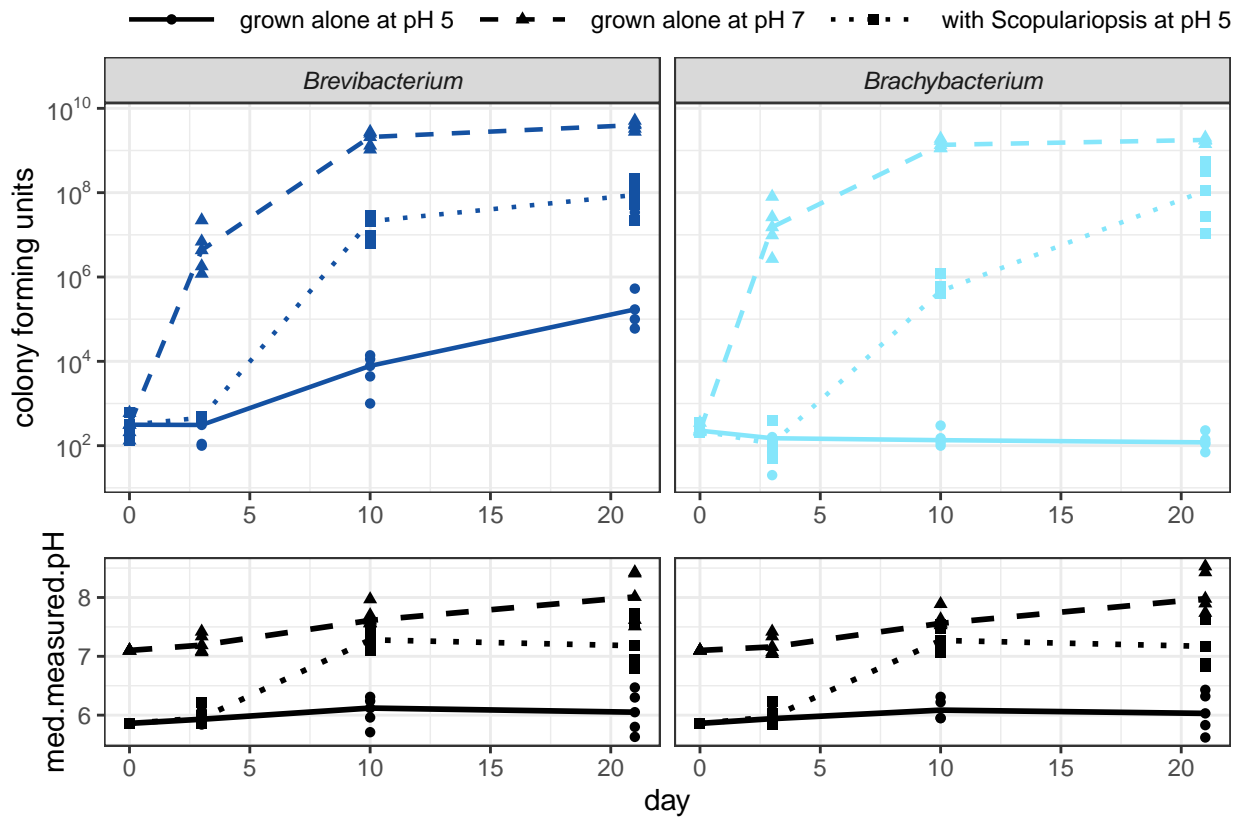 grown alone at pH 5 grown alone at pH 7 with Scopulariopsis at pH 5
Brevibacterium Brachybacterium
colony forming units
10^10
10^8
10^6
10^4
10^2
0 5 10 15 20 0 5 10 15 20
med.measured.pH
8
7
6
0 5 10 15 20 0 5 10 15 20
day